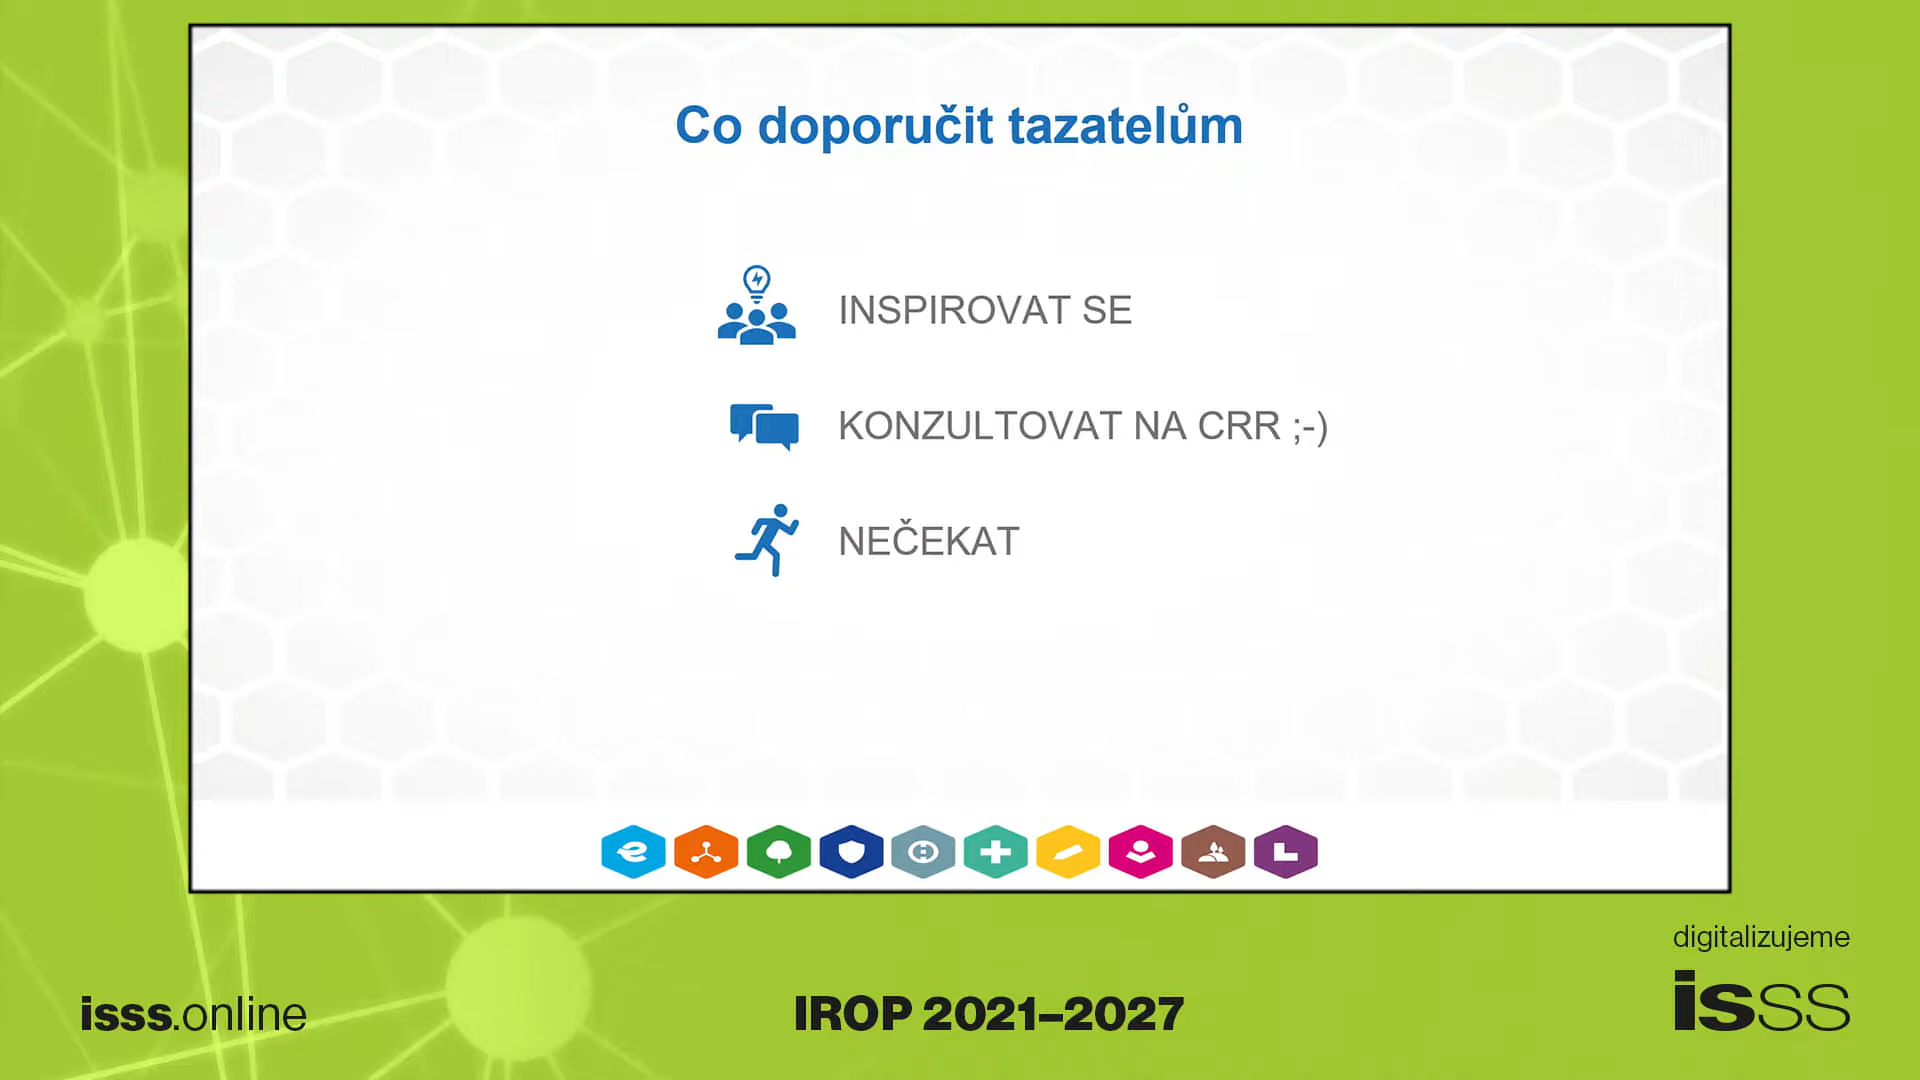 Co doporučit tazatelům
INSPIROVAT SE
KONZULTOVAT NA CRR ;-)
NEČEKAT
digitalizujeme
isss.online
IROP 2021–2027
isss